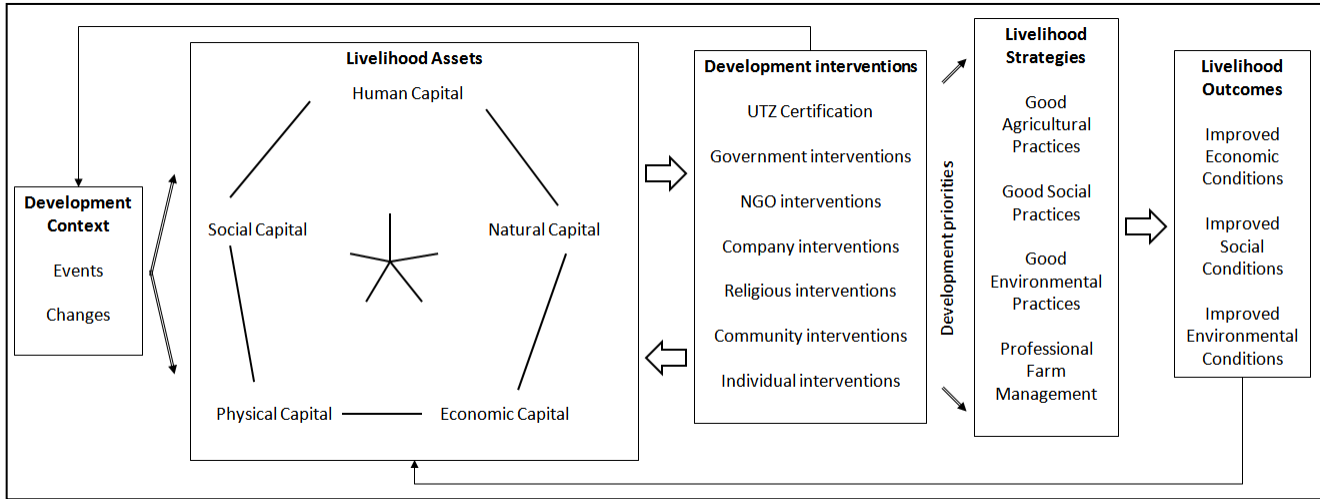 Development
Context
Events
Changes
Livelihood Assets
Human Capital
Social Capital
Natural Capital
Physical Capital
Economic Capital
Development interventions
UTZ Certification
Government interventions
NGO interventions
Company interventions
Religious interventions
Community interventions
Individual interventions
Development priorities
Livelihood
Strategies
Good
Agricultural
Practices
Good Social
Practices
Good
Environmental
Practices
Professional
Farm
Management
Livelihood
Outcomes
Improved
Economic
Conditions
Improved
Social
Conditions
Improved
Environmental
Conditions